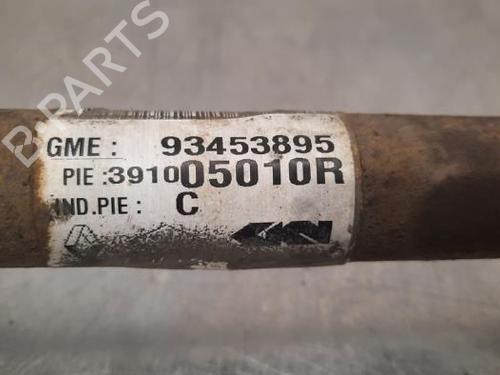 B PARTS
GME : 93453895
PIE :391005010R
IND.PIE : C